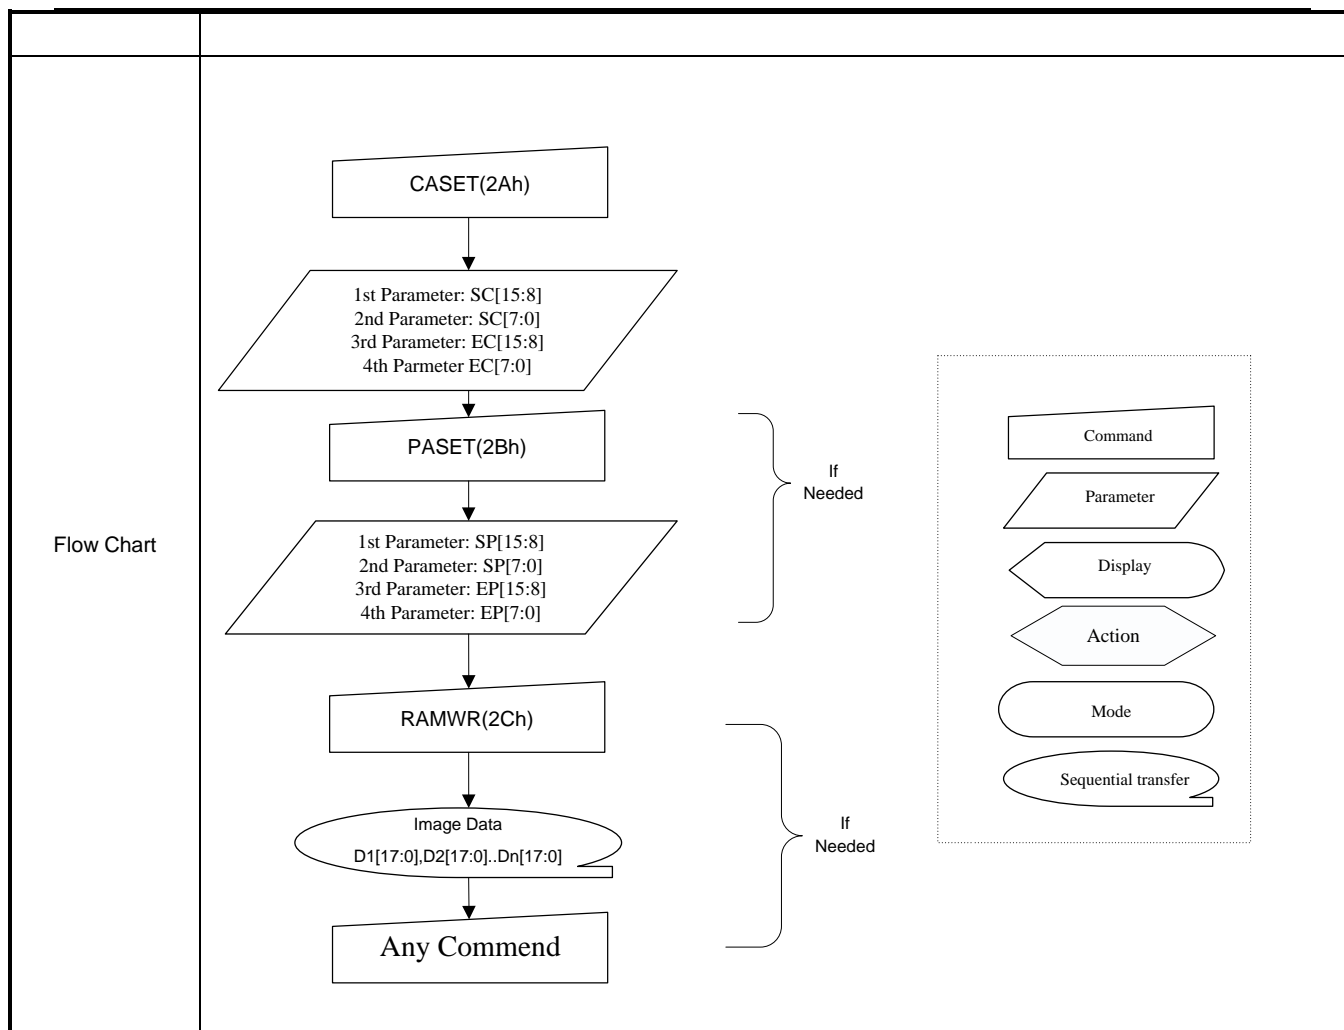 Flow Chart
CASET(2Ah)
1st Parameter: SC[15:8]
2nd Parameter: SC[7:0]
3rd Parameter: EC[15:8]
4th Parmeter EC[7:0]
PASET(2Bh)
If
Needed
1st Parameter: SP[15:8]
2nd Parameter: SP[7:0]
3rd Parameter: EP[15:8]
4th Parameter: EP[7:0]
RAMWR(2Ch)
Image Data
D1[17:0],D2[17:0]..Dn[17:0]
If
Needed
Any Commend
Command
Parameter
Display
Action
Mode
Sequential transfer